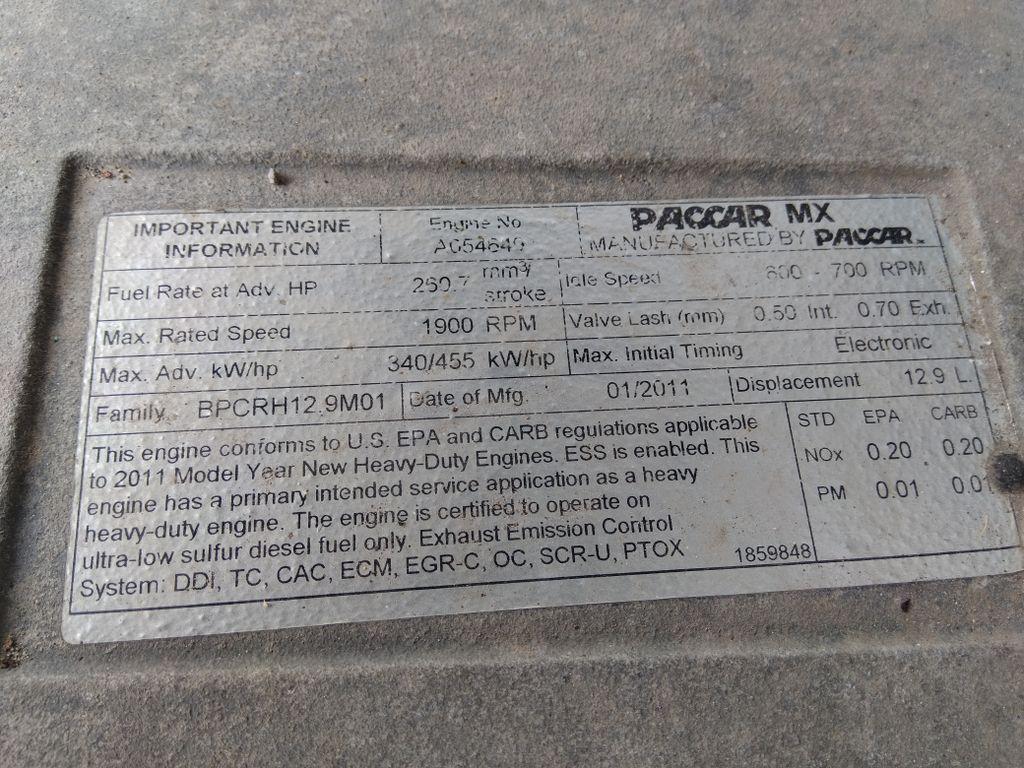 IMPORTANT ENGINE INFORMATION
Engine No
PACCAR MX
MANUFACTURED BY PACCAR
Fuel Rate at Adv. HP 260.7 mm³ stroke
Idle Speed 600 - 700 RPM
Max. Rated Speed 1900 RPM
Valve Lash (mm) 0.50 Int. 0.70 Exh.
Max. Adv. kW/hp 340/455 kW/hp
Max. Initial Timing Electronic
Family BPCRH12.9M01
Date of Mfg. 01/2011
Displacement 12.9 L.
This engine conforms to U.S. EPA and CARB regulations applicable
to 2011 Model Year New Heavy-Duty Engines. ESS is enabled. This
engine has a primary intended service application as a heavy
heavy-duty engine. The engine is certified to operate on
ultra-low sulfur diesel fuel only. Exhaust Emission Control
System: DDI, TC, CAC, ECM, EGR-C, OC, SCR-U, PTOX
1859848
STD EPA CARB
NOx 0.20 0.20
PM 0.01 0.01